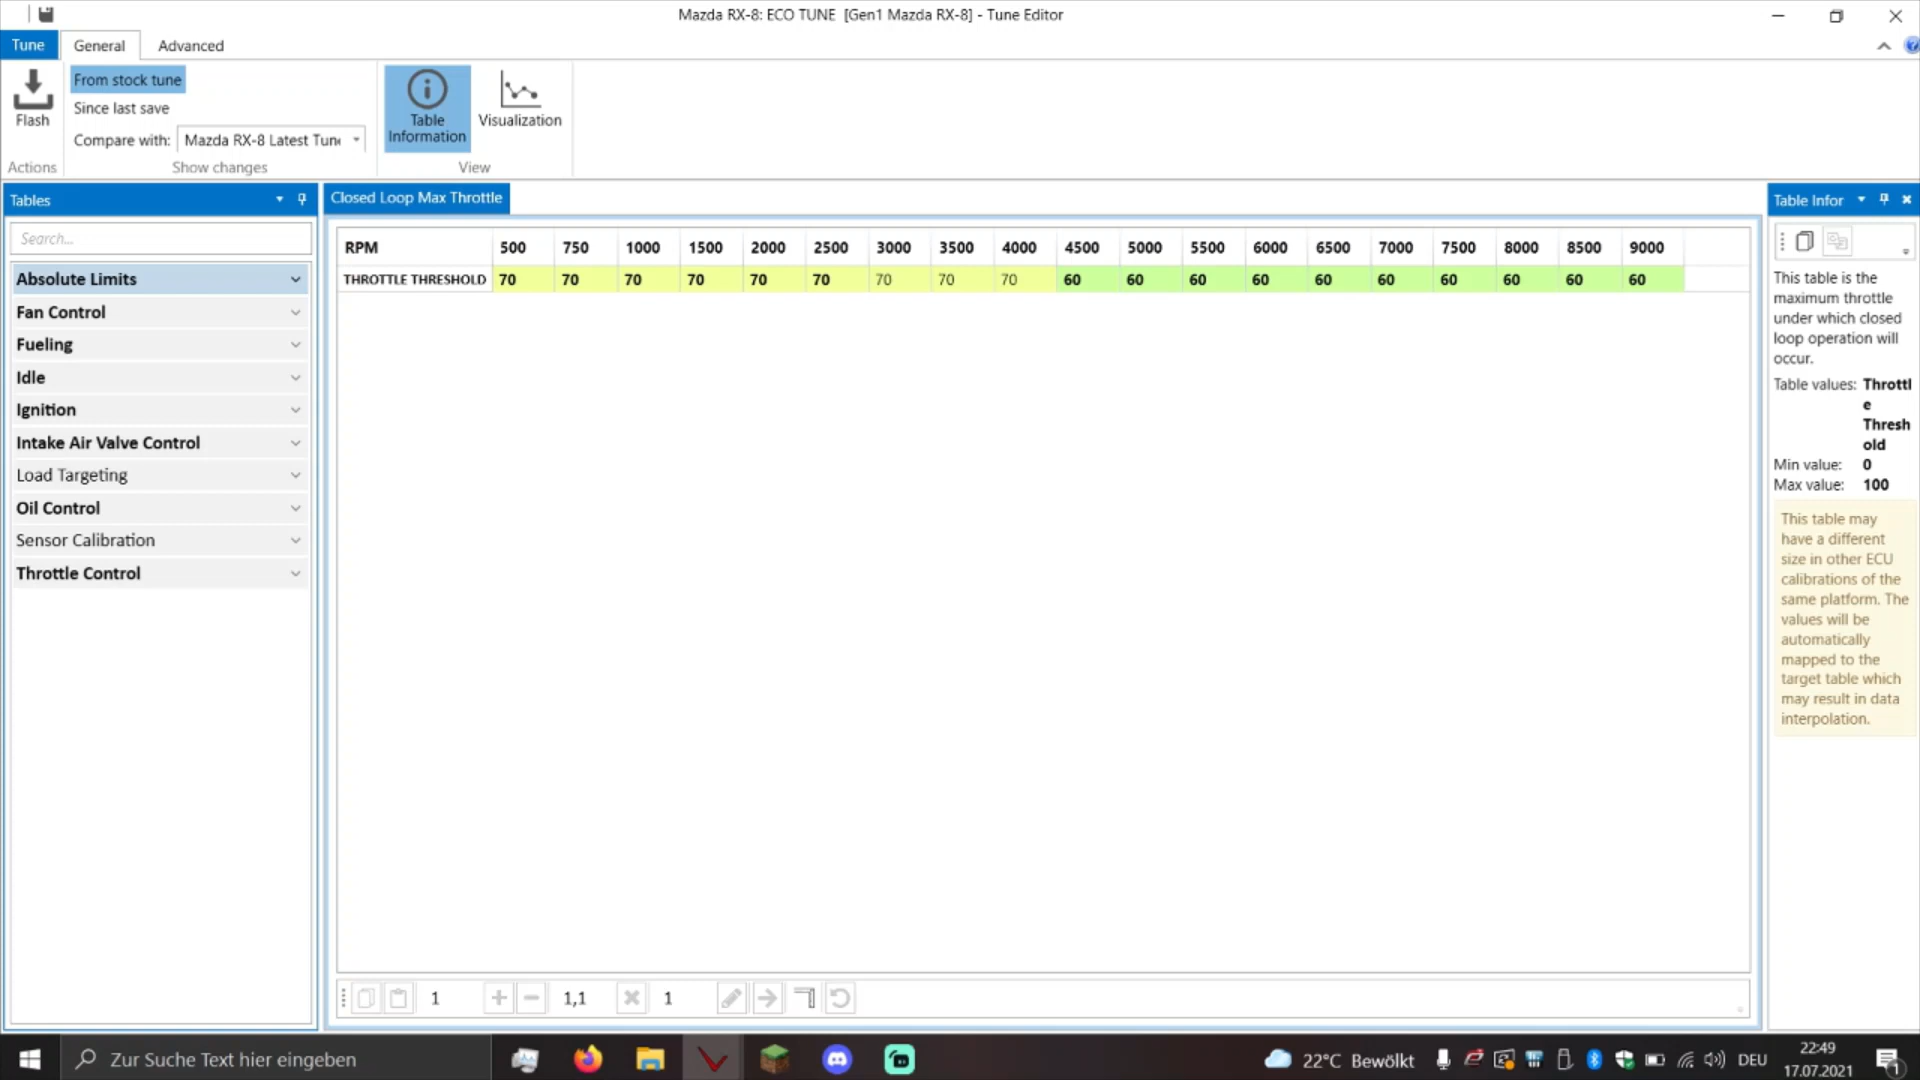 Mazda RX-8: ECO TUNE [Gen1 Mazda RX-8] - Tune Editor
Tune General Advanced
From stock tune
Since last save
Compare with: Mazda RX-8 Latest Tune
Flash
Table Information
Visualization
Actions Show changes View
Tables
Search...
Absolute Limits
Fan Control
Fueling
Idle
Ignition
Intake Air Valve Control
Load Targeting
Oil Control
Sensor Calibration
Throttle Control
Closed Loop Max Throttle
RPM 500 750 1000 1500 2000 2500 3000 3500 4000 4500 5000 5500 6000 6500 7000 7500 8000 8500 9000
THROTTLE THRESHOLD 70 70 70 70 70 70 70 70 70 60 60 60 60 60 60 60 60 60 60
1 1,1 1
Table Infor
This table is the
maximum throttle
under which closed
loop operation will
occur.
Table values: Throttl
e
Thresh
old
Min value: 0
Max value: 100
This table may
have a different
size in other ECU
calibrations of the
same platform. The
values will be
automatically
mapped to the
target table which
may result in data
interpolation.
Zur Suche Text hier eingeben
22°C Bewölkt
DEU
22:49
17.07.2021
1